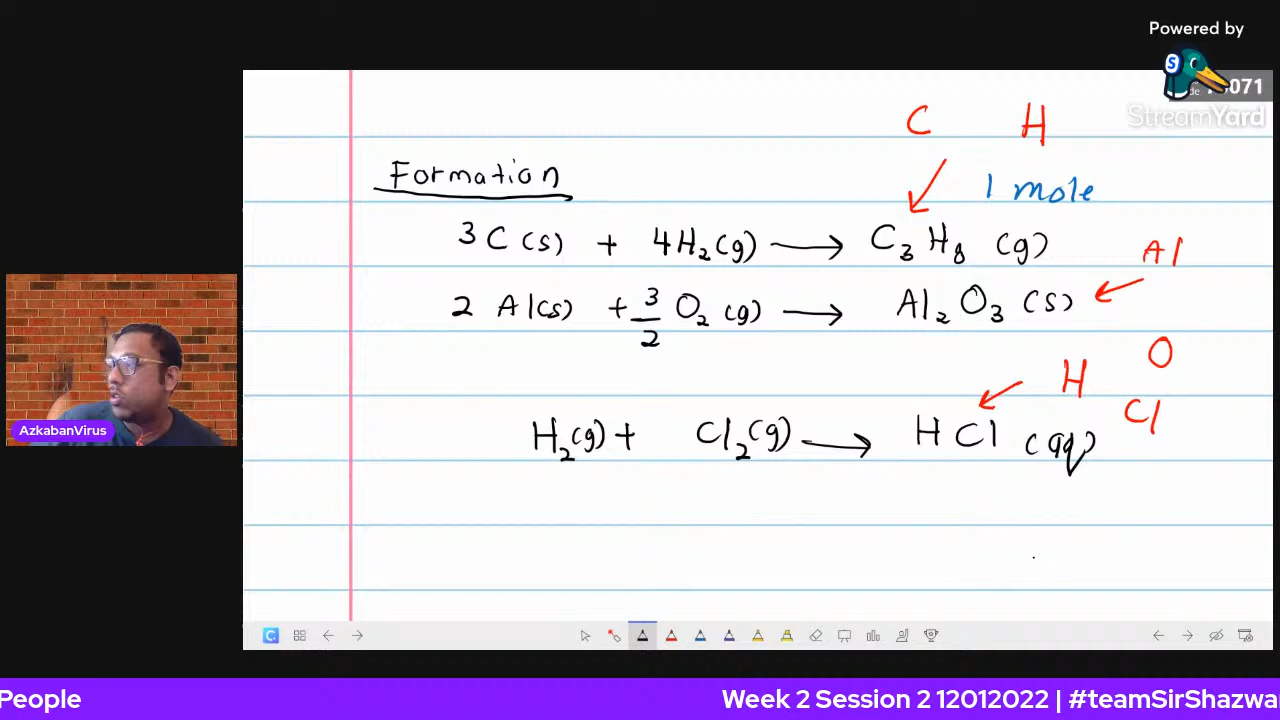 Powered by
StreamYard
071
C H
Formation
1 mole
3 C (s) + 4H₂(g) → C₃ H₈ (g)
Al
2 Al(s) + 3/2 O₂ (g) → Al₂ O₃ (s)
O
H
Cl
H₂(g) + Cl₂(g) → H Cl (aq)
AzkabanVirus
People
Week 2 Session 2 12012022 | #teamSirShazwa